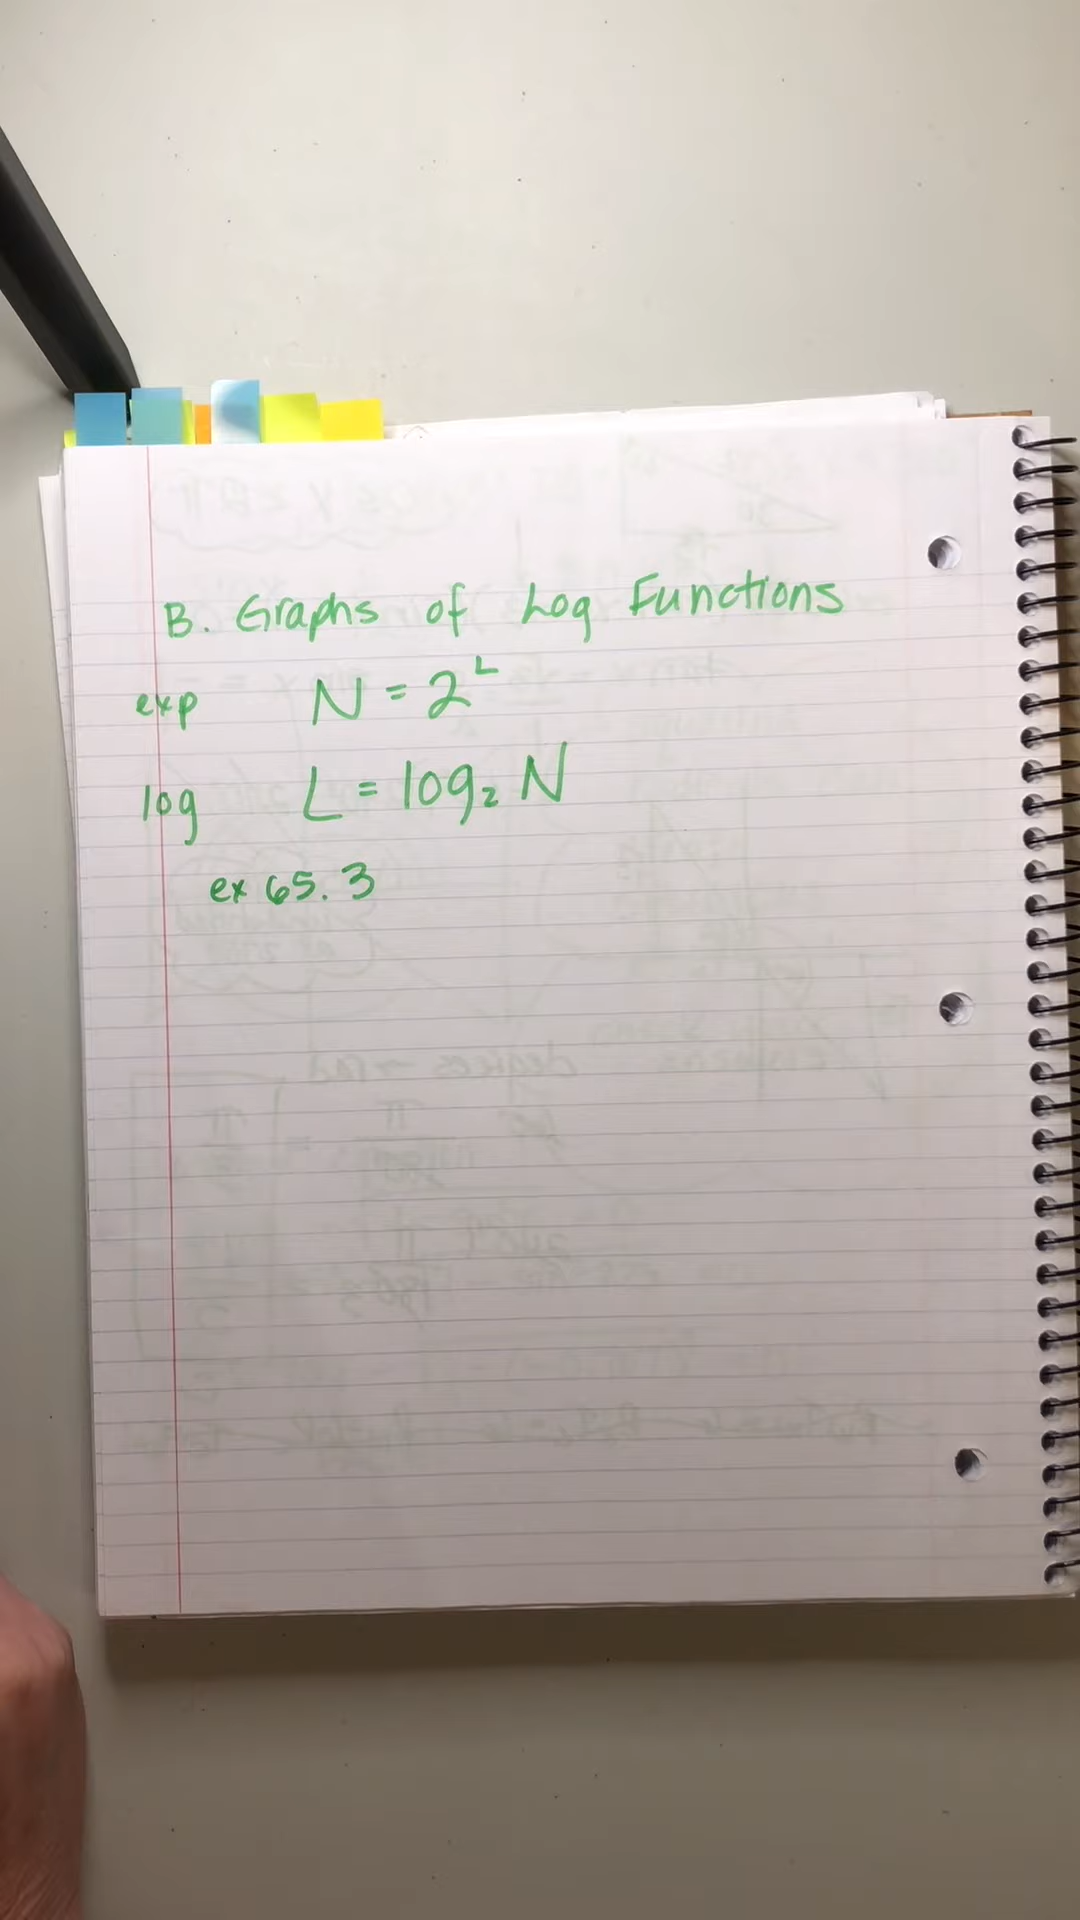 B. Graphs of Log Functions
exp N = 2^L
log L = log₂ N
ex 65. 3